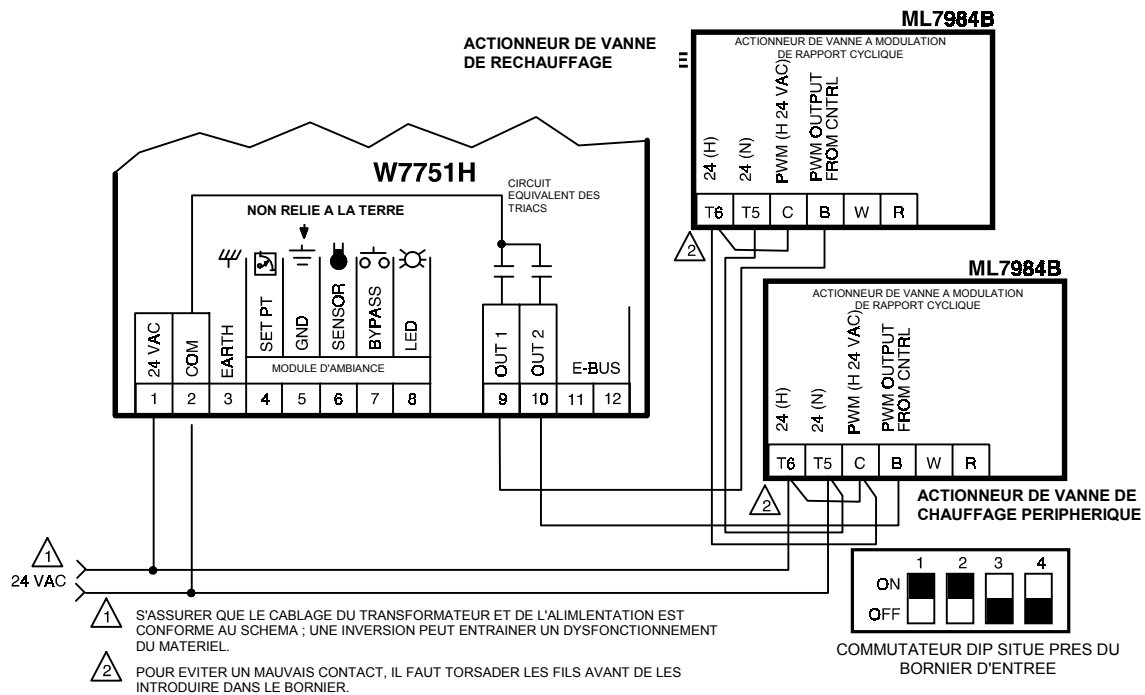 ML7984B
ACTIONNEUR DE VANNE
DE RECHAUFFAGE
ACTIONNEUR DE VANNE A MODULATION
DE RAPPORT CYCLIQUE
24 (H)
24 (N)
PWM (H 24 VAC)
PWM OUTPUT
FROM CNTRL
T6 T5 C B W R
2
W7751H
CIRCUIT
EQUIVALENT DES
TRIACS
NON RELIE A LA TERRE
24 VAC
COM
EARTH
SET PT
GND
SENSOR
BYPASS
LED
MODULE D'AMBIANCE
OUT 1
OUT 2
E-BUS
1 2 3 4 5 6 7 8 9 10 11 12
ML7984B
ACTIONNEUR DE VANNE A MODULATION
DE RAPPORT CYCLIQUE
24 (H)
24 (N)
PWM (H 24 VAC)
PWM OUTPUT
FROM CNTRL
T6 T5 C B W R
2
ACTIONNEUR DE VANNE DE
CHAUFFAGE PERIPHERIQUE
1
24 VAC
1 2 3 4
ON
OFF
COMMUTATEUR DIP SITUE PRES DU
BORNIER D'ENTREE
1 S'ASSURER QUE LE CABLAGE DU TRANSFORMATEUR ET DE L'ALIMLENTATION EST
CONFORME AU SCHEMA ; UNE INVERSION PEUT ENTRAINER UN DYSFONCTIONNEMENT
DU MATERIEL.
2 POUR EVITER UN MAUVAIS CONTACT, IL FAUT TORSADER LES FILS AVANT DE LES
INTRODUIRE DANS LE BORNIER.